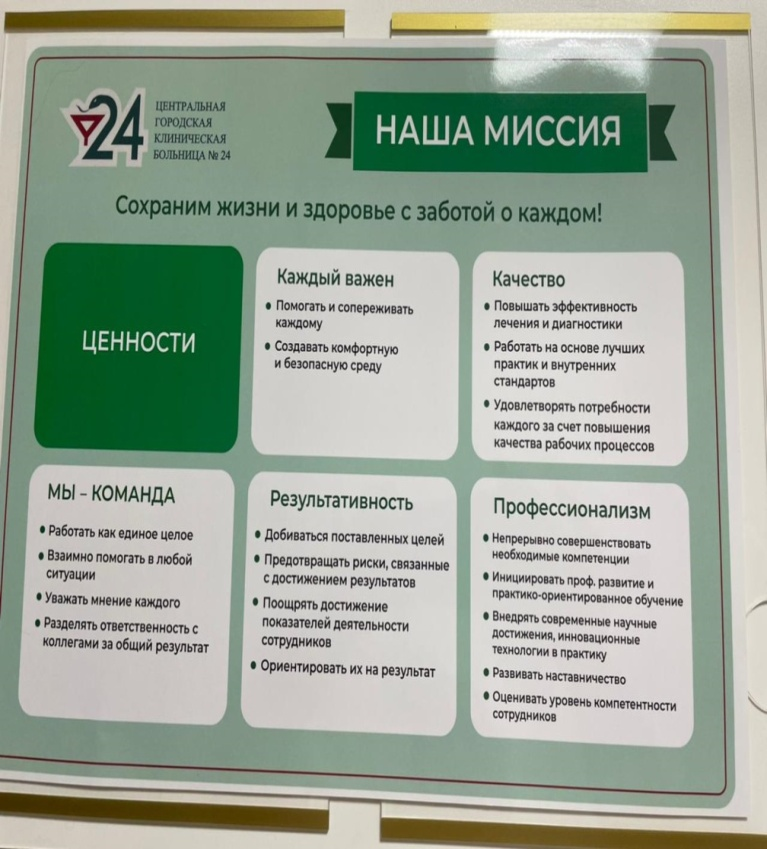 24
ЦЕНТРАЛЬНАЯ
ГОРОДСКАЯ
КЛИНИЧЕСКАЯ
БОЛЬНИЦА № 24
НАША МИССИЯ
Сохраним жизни и здоровье с заботой о каждом!
ЦЕННОСТИ
Каждый важен
• Помогать и сопереживать
каждому
• Создавать комфортную
и безопасную среду
Качество
• Повышать эффективность
лечения и диагностики
• Работать на основе лучших
практик и внутренних
стандартов
• Удовлетворять потребности
каждого за счет повышения
качества рабочих процессов
МЫ – КОМАНДА
• Работать как единое целое
• Взаимно помогать в любой
ситуации
• Уважать мнение каждого
• Разделять ответственность с
коллегами за общий результат
Результативность
• Добиваться поставленных целей
• Предотвращать риски, связанные
с достижением результатов
• Поощрять достижение
показателей деятельности
сотрудников
• Ориентировать их на результат
Профессионализм
• Непрерывно совершенствовать
необходимые компетенции
• Инициировать проф. развитие и
практико-ориентированное обучение
• Внедрять современные научные
достижения, инновационные
технологии в практику
• Развивать наставничество
• Оценивать уровень компетентности
сотрудников